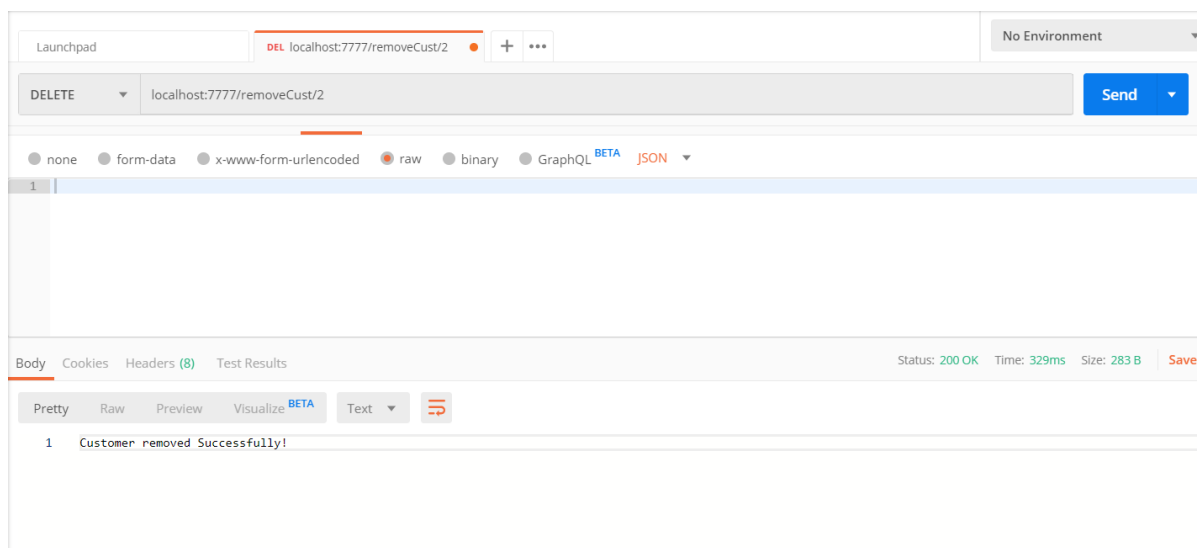 Launchpad
DEL localhost:7777/removeCust/2
+
•••
No Environment
DELETE
localhost:7777/removeCust/2
Send
none form-data x-www-form-urlencoded raw binary GraphQL BETA JSON
1
Body Cookies Headers (8) Test Results
Status: 200 OK Time: 329ms Size: 283 B Save
Pretty Raw Preview Visualize BETA Text
1 Customer removed Successfully!